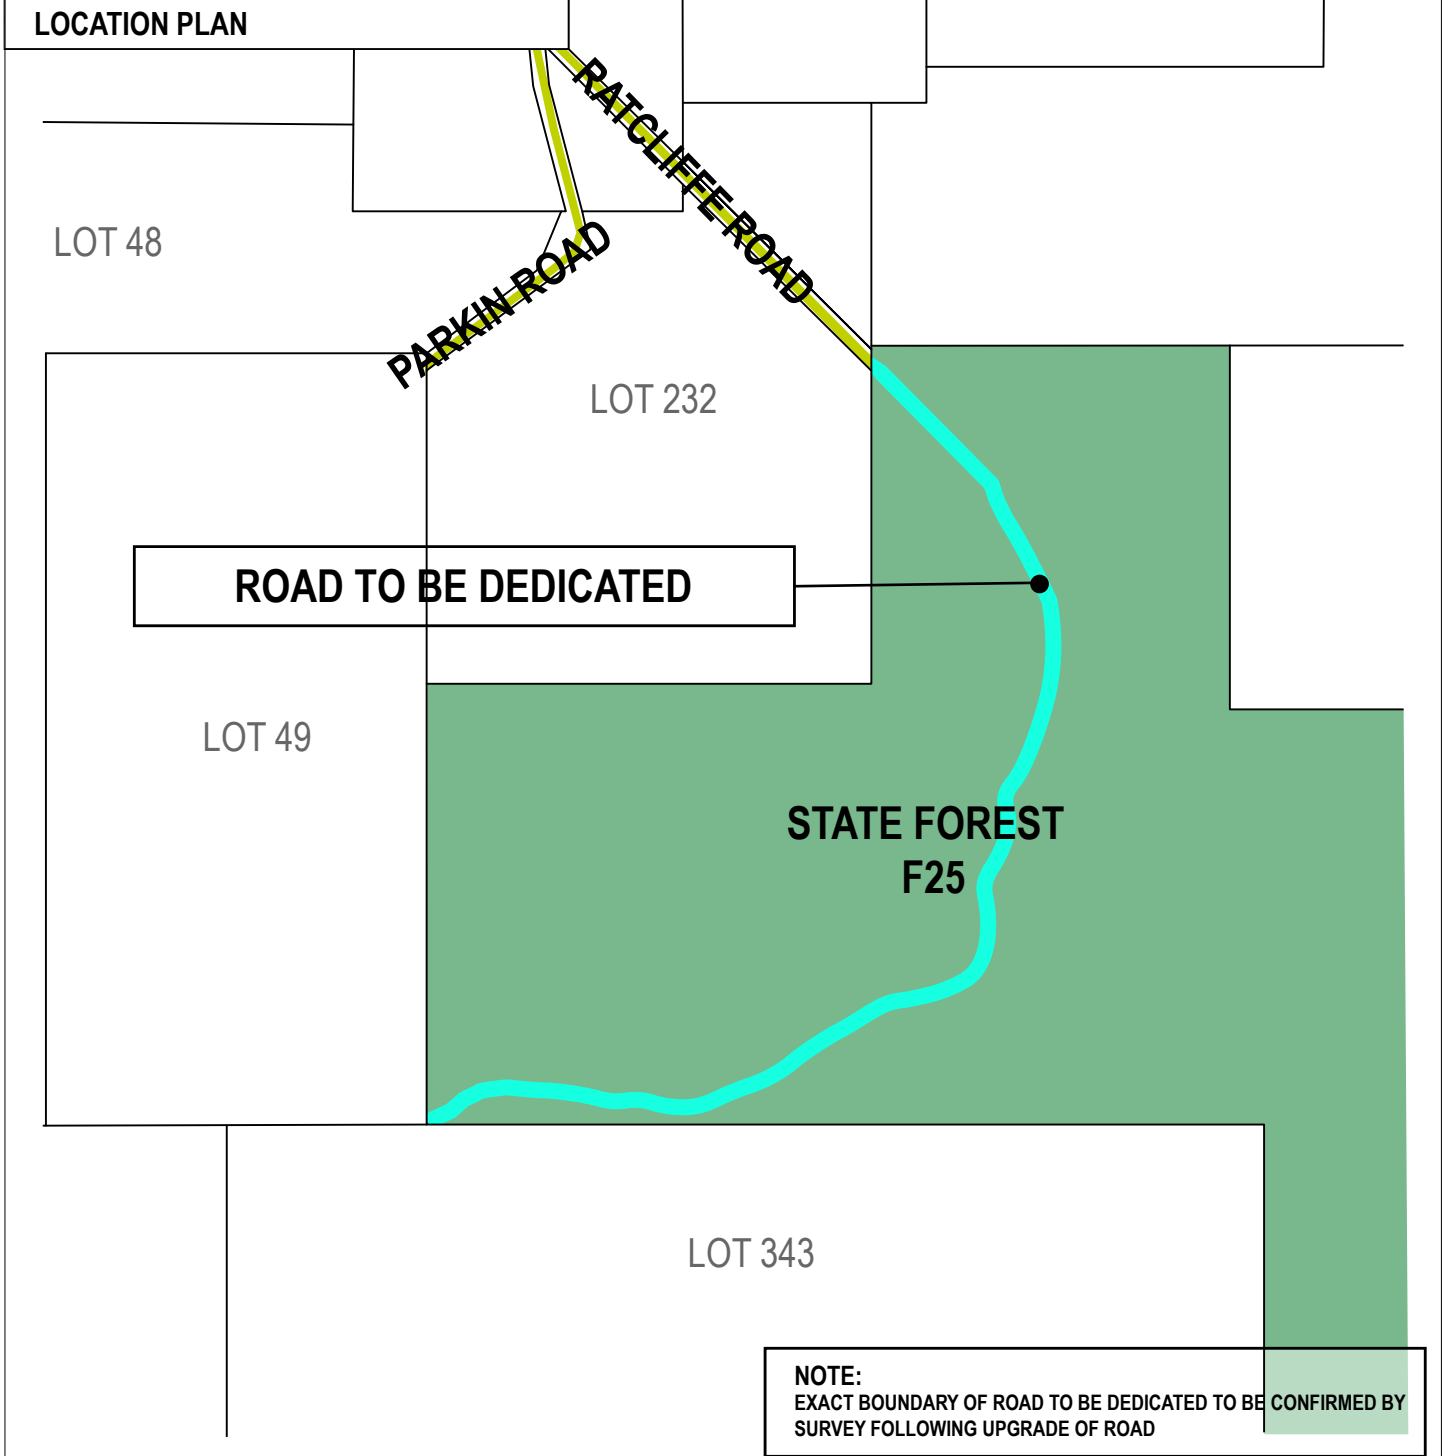 LOCATION PLAN
RATCLIFFE ROAD
LOT 48
PARKIN ROAD
LOT 232
ROAD TO BE DEDICATED
LOT 49
STATE FOREST
F25
LOT 343
NOTE:
EXACT BOUNDARY OF ROAD TO BE DEDICATED TO BE CONFIRMED BY
SURVEY FOLLOWING UPGRADE OF ROAD